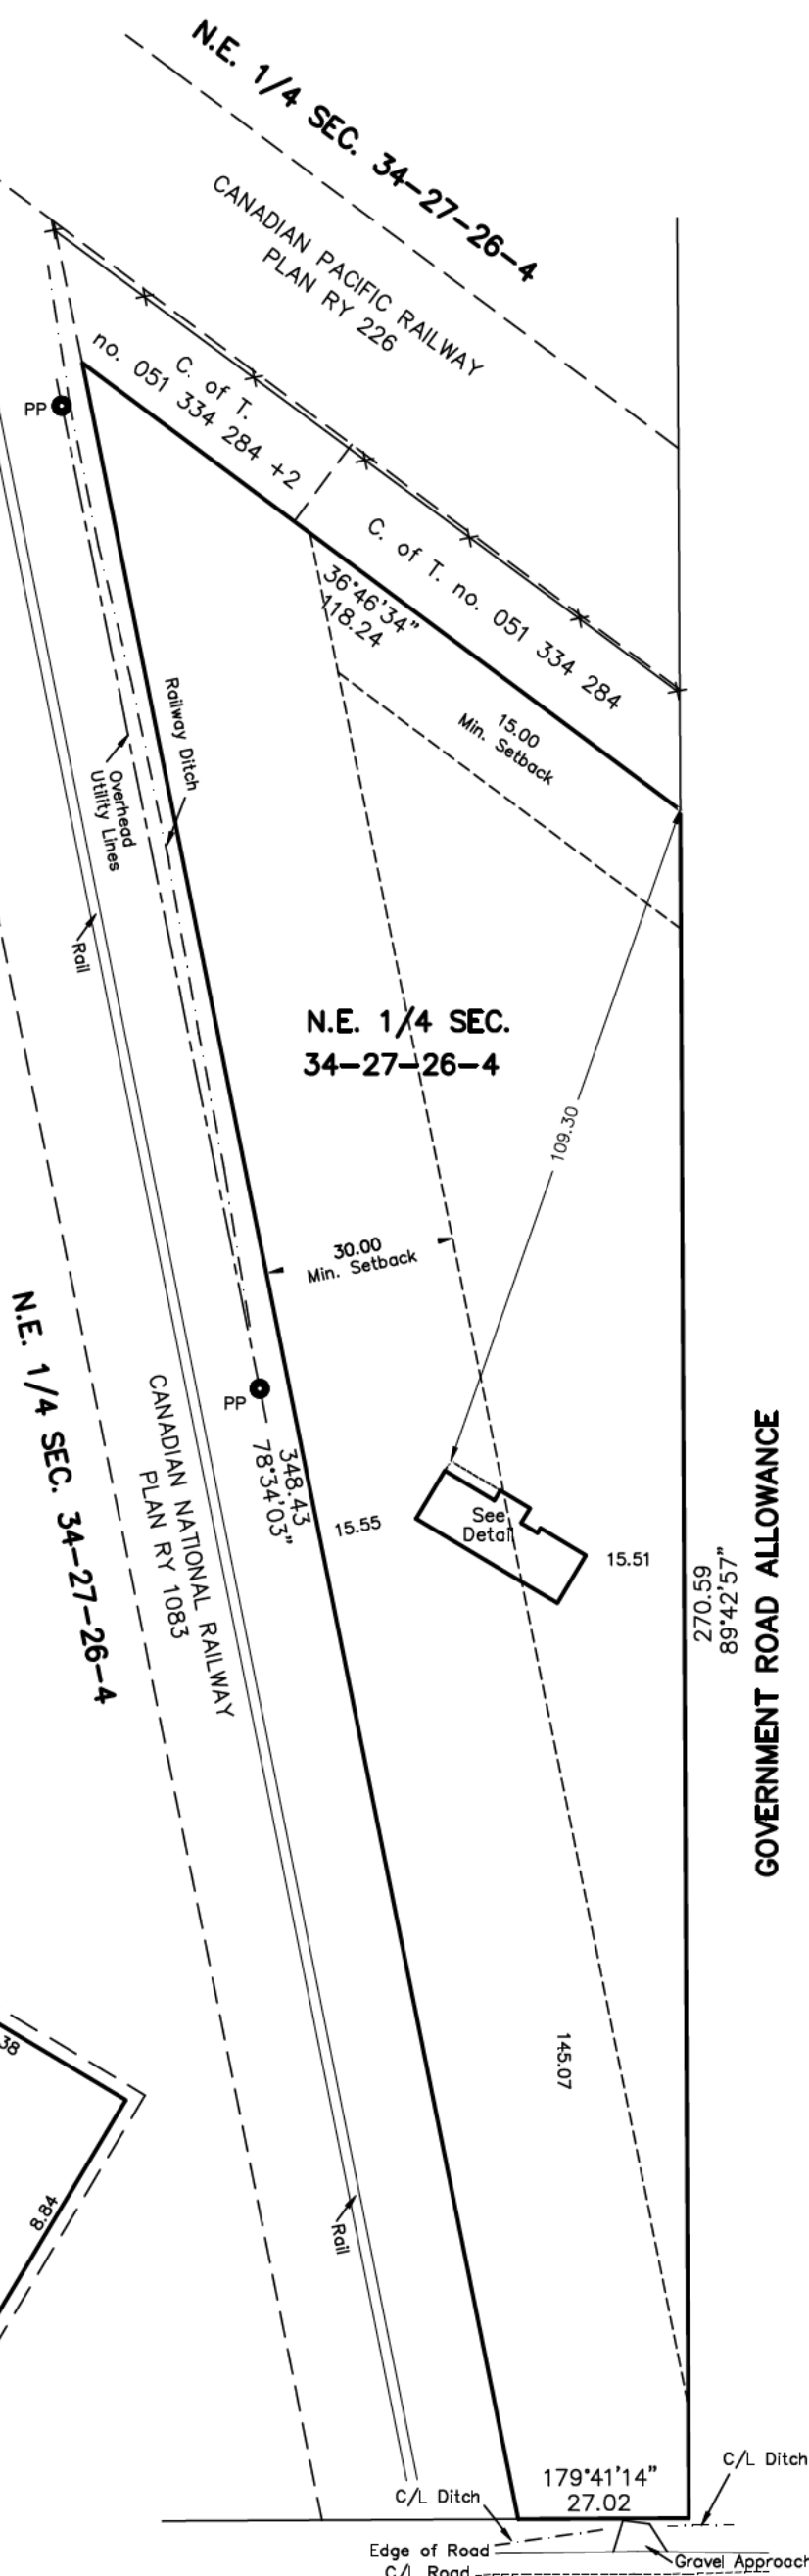 N.E. 1/4 SEC. 34-27-26-4
CANADIAN PACIFIC RAILWAY
PLAN RY 226
C. of T.
no. 051 334 284 +2
PP
C. of T. no. 051 334 284
36°46'34"
118.24
15.00
Min. Setback
Railway Ditch
Overhead
Utility Lines
Rail
N.E. 1/4 SEC.
34-27-26-4
109.30
30.00
Min. Setback
N.E. 1/4 SEC. 34-27-26-4
PP
CANADIAN NATIONAL RAILWAY
PLAN RY 1083
348.43
78°34'03"
15.55
See
Detail
15.51
270.59
89°42'57"
GOVERNMENT ROAD ALLOWANCE
145.07
38
8.84
Rail
179°41'14"
27.02
C/L Ditch
C/L Ditch
Edge of Road
Gravel Approach
C/L Road